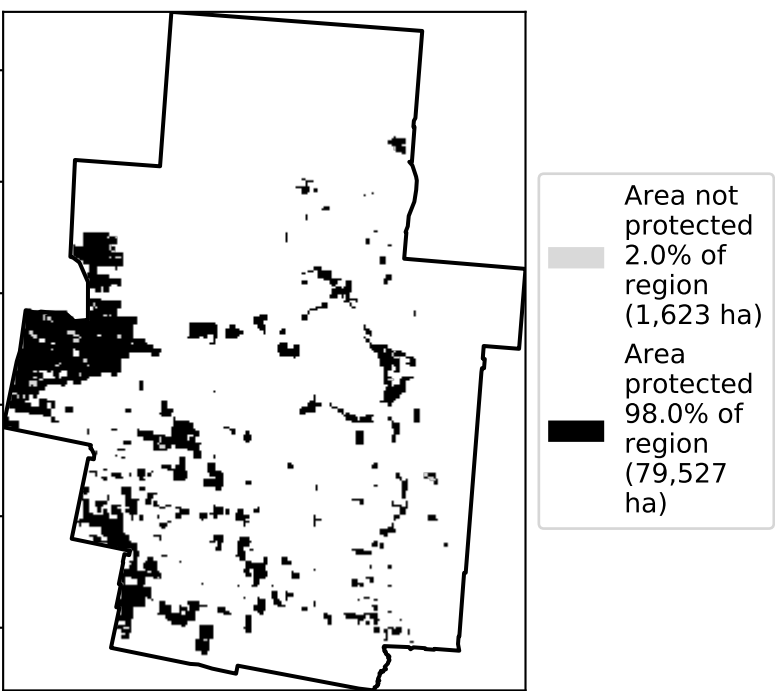 Area not
protected
2.0% of
region
(1,623 ha)
Area
protected
98.0% of
region
(79,527
ha)